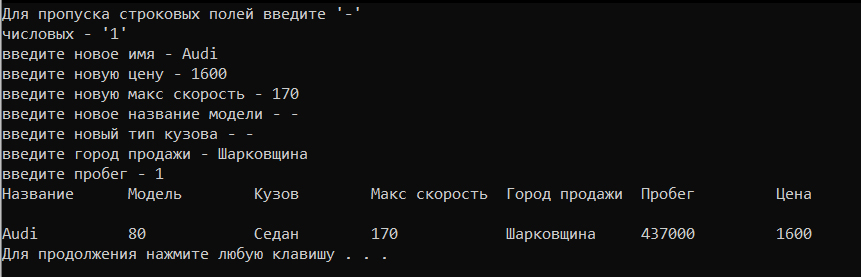 Для пропуска строковых полей введите '-'
числовых - '1'
введите новое имя - Audi
введите новую цену - 1600
введите новую макс скорость - 170
введите новое название модели - -
введите новый тип кузова - -
введите город продажи - Шарковщина
введите пробег - 1
Название Модель Кузов Макс скорость Город продажи Пробег Цена
Audi 80 Седан 170 Шарковщина 437000 1600
Для продолжения нажмите любую клавишу . . .